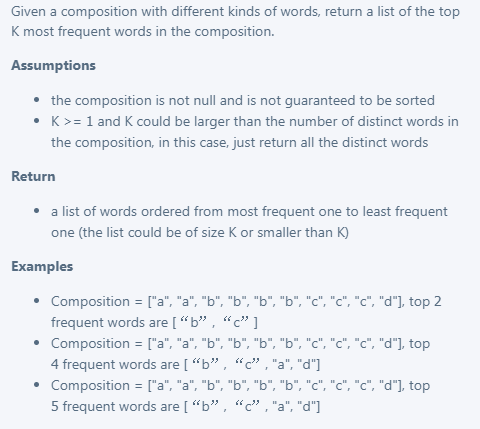 Given a composition with different kinds of words, return a list of the top
K most frequent words in the composition.
Assumptions
• the composition is not null and is not guaranteed to be sorted
• K >= 1 and K could be larger than the number of distinct words in
the composition, in this case, just return all the distinct words
Return
• a list of words ordered from most frequent one to least frequent
one (the list could be of size K or smaller than K)
Examples
• Composition = ["a", "a", "b", "b", "b", "b", "c", "c", "c", "d"], top 2
frequent words are [ “b” , “c” ]
• Composition = ["a", "a", "b", "b", "b", "b", "c", "c", "c", "d"], top
4 frequent words are [ “b” , “c” , "a", "d"]
• Composition = ["a", "a", "b", "b", "b", "b", "c", "c", "c", "d"], top
5 frequent words are [ “b” , “c” , "a", "d"]